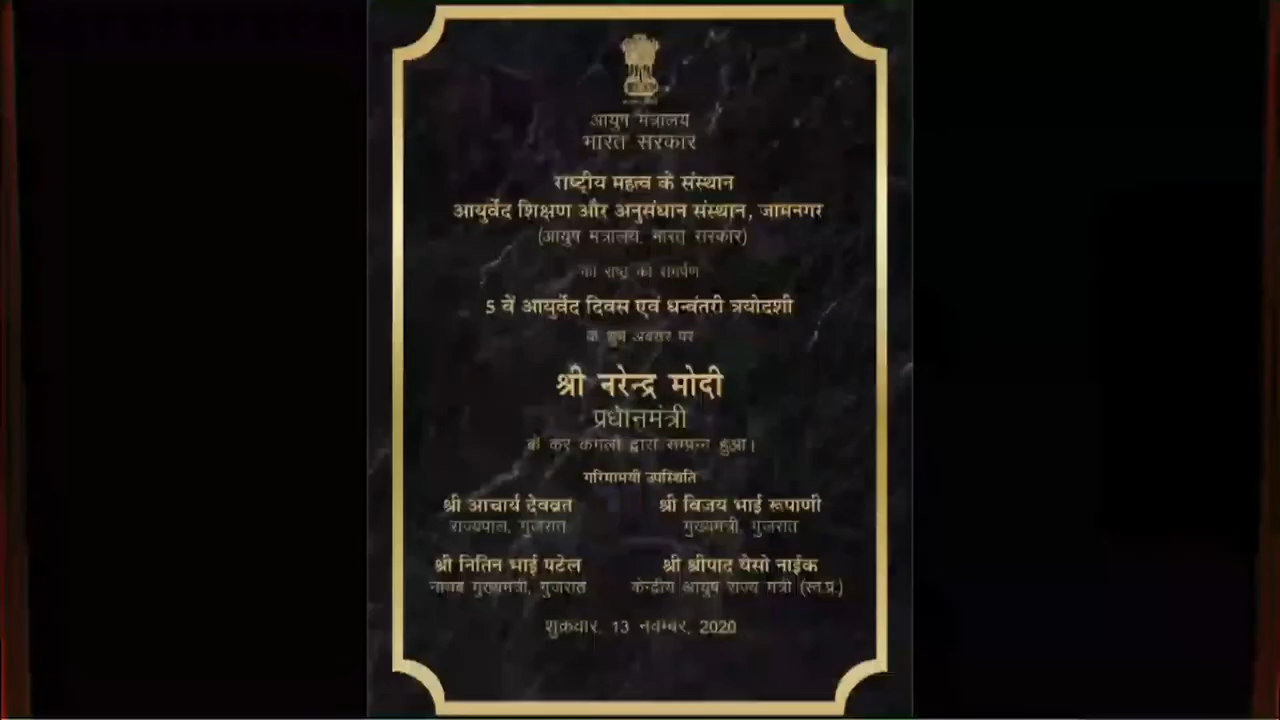 आयुष मंत्रालय
भारत सरकार
राष्ट्रीय महत्व के संस्थान
आयुर्वेद शिक्षण और अनुसंधान संस्थान, जामनगर
(आयुष मंत्रालय, भारत सरकार)
का राष्ट्र को समर्पण
5 वें आयुर्वेद दिवस एवं धन्वंतरी त्रयोदशी
के शुभ अवसर पर
श्री नरेन्द्र मोदी
प्रधानमंत्री
के कर कमलों द्वारा सम्पन्न हुआ।
गरिमामयी उपस्थिति
श्री आचार्य देवव्रत
राज्यपाल, गुजरात
श्री विजय भाई रूपाणी
मुख्यमंत्री, गुजरात
श्री नितिन भाई पटेल
नायब मुख्यमंत्री, गुजरात
श्री श्रीपाद येसो नाईक
केन्द्रीय आयुष राज्य मंत्री (स्व.प्र.)
शुक्रवार, 13 नवम्बर, 2020